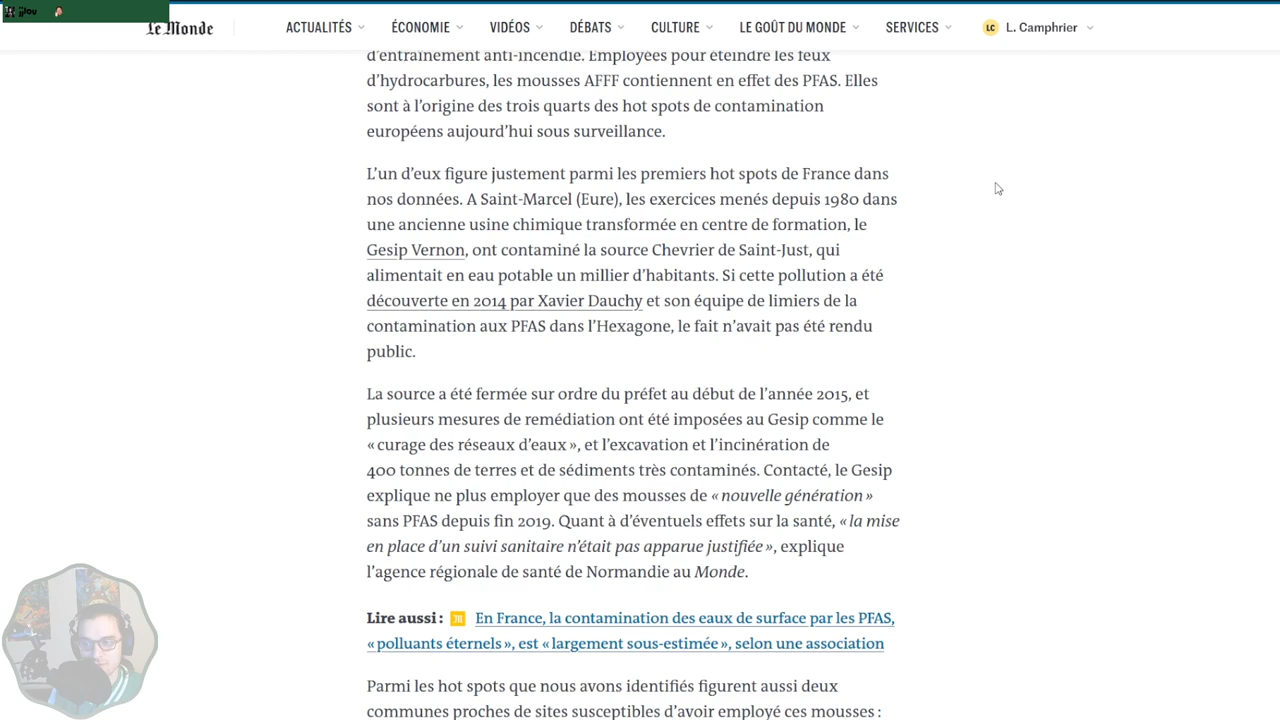 Le Monde
ACTUALITÉS
ÉCONOMIE
VIDÉOS
DÉBATS
CULTURE
LE GOÛT DU MONDE
SERVICES
LC
L. Camphrier
d'entraînement anti-incendie. Employées pour éteindre les feux
d'hydrocarbures, les mousses AFFF contiennent en effet des PFAS. Elles
sont à l'origine des trois quarts des hot spots de contamination
européens aujourd'hui sous surveillance.
L'un d'eux figure justement parmi les premiers hot spots de France dans
nos données. A Saint-Marcel (Eure), les exercices menés depuis 1980 dans
une ancienne usine chimique transformée en centre de formation, le
Gesip Vernon, ont contaminé la source Chevrier de Saint-Just, qui
alimentait en eau potable un millier d'habitants. Si cette pollution a été
découverte en 2014 par Xavier Dauchy et son équipe de limiers de la
contamination aux PFAS dans l'Hexagone, le fait n'avait pas été rendu
public.
La source a été fermée sur ordre du préfet au début de l'année 2015, et
plusieurs mesures de remédiation ont été imposées au Gesip comme le
« curage des réseaux d'eaux », et l'excavation et l'incinération de
400 tonnes de terres et de sédiments très contaminés. Contacté, le Gesip
explique ne plus employer que des mousses de « nouvelle génération »
sans PFAS depuis fin 2019. Quant à d'éventuels effets sur la santé, « la mise
en place d'un suivi sanitaire n'était pas apparue justifiée », explique
l'agence régionale de santé de Normandie au Monde.
Lire aussi : En France, la contamination des eaux de surface par les PFAS,
« polluants éternels », est « largement sous-estimée », selon une association
Parmi les hot spots que nous avons identifiés figurent aussi deux
communes proches de sites susceptibles d'avoir employé ces mousses :